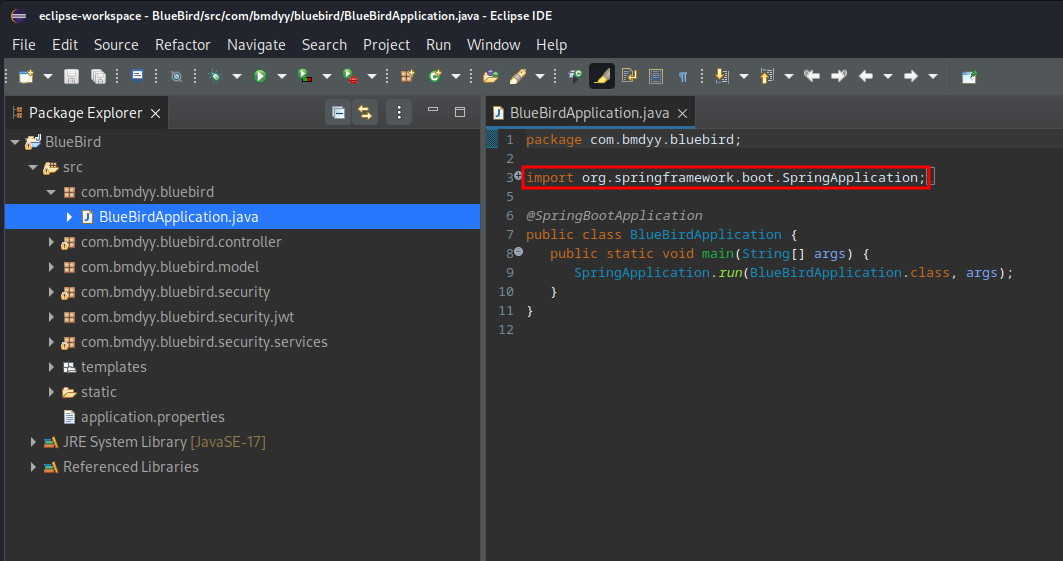 eclipse-workspace - BlueBird/src/com/bmdyy/bluebird/BlueBirdApplication.java - Eclipse IDE
File Edit Source Refactor Navigate Search Project Run Window Help
Package Explorer
BlueBird
src
com.bmdyy.bluebird
BlueBirdApplication.java
com.bmdyy.bluebird.controller
com.bmdyy.bluebird.model
com.bmdyy.bluebird.security
com.bmdyy.bluebird.security.jwt
com.bmdyy.bluebird.security.services
templates
static
application.properties
JRE System Library [JavaSE-17]
Referenced Libraries
BlueBirdApplication.java
1 package com.bmdyy.bluebird;
2
3 import org.springframework.boot.SpringApplication;
5
6 @SpringBootApplication
7 public class BlueBirdApplication {
8 public static void main(String[] args) {
9 SpringApplication.run(BlueBirdApplication.class, args);
10 }
11 }
12